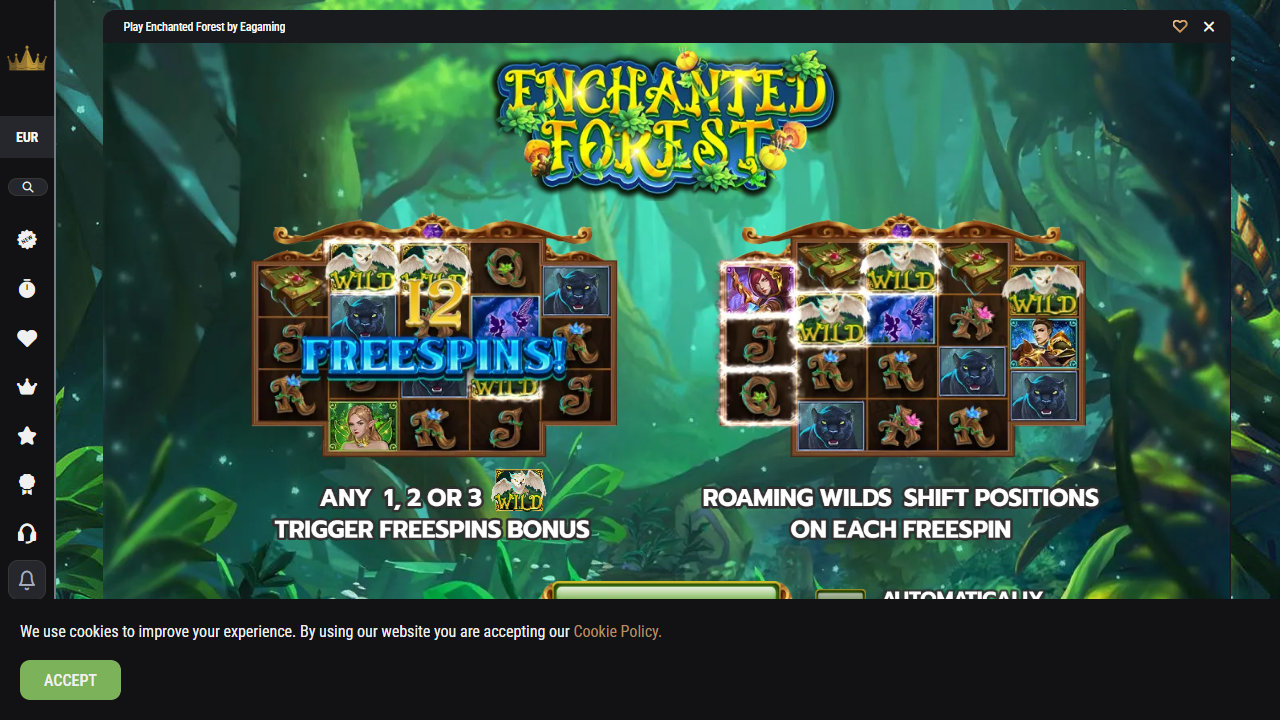 Play Enchanted Forest by Eagaming
ENCHANTED
FOREST
EUR
NEW
WILD
WILD
Q
12
J
FREESPINS!
R
R
WILD
J
R
J
WILD
WILD
WILD
J
A
Q
R
R
A
R
ANY 1, 2 OR 3 WILD
TRIGGER FREESPINS BONUS
ROAMING WILDS SHIFT POSITIONS
ON EACH FREESPIN
AUTOMATICALLY
We use cookies to improve your experience. By using our website you are accepting our Cookie Policy.
ACCEPT